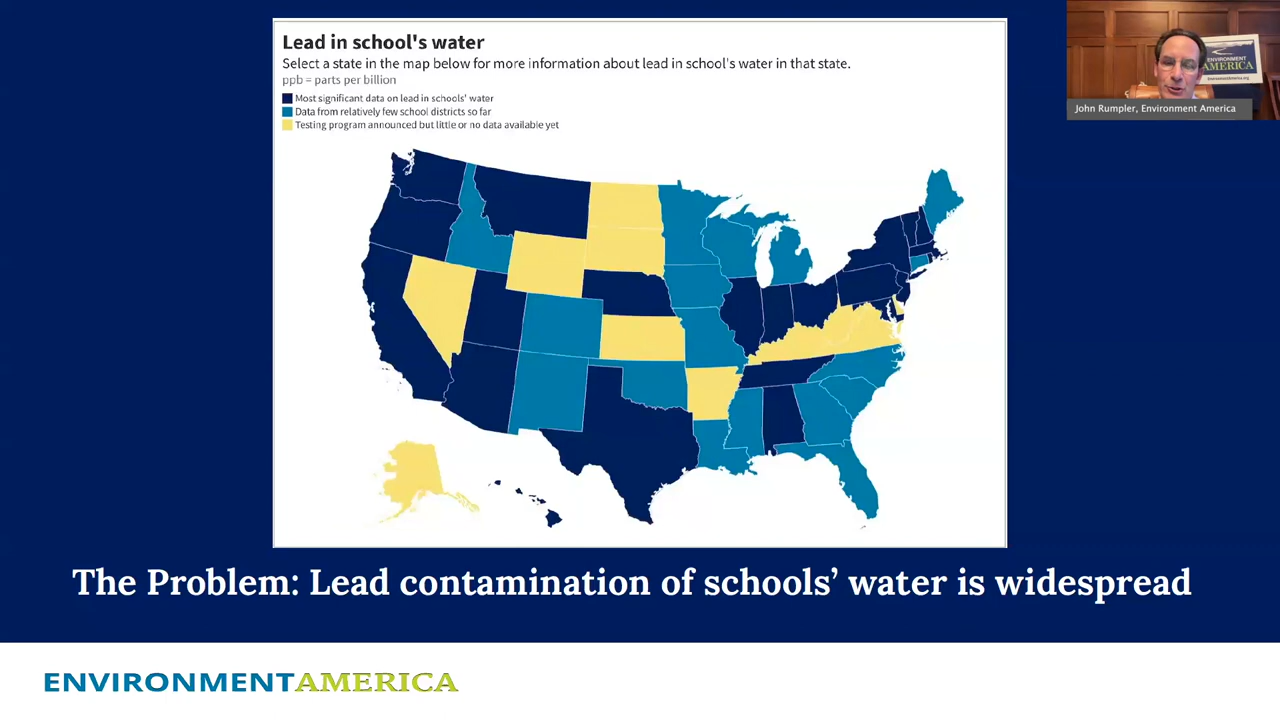 Lead in school's water
Select a state in the map below for more information about lead in school's water in that state.
ppb = parts per billion
Most significant data on lead in schools' water
Data from relatively few school districts so far
Testing program announced but little or no data available yet
ENVIRONMENT
AMERICA
John Rumpler, Environment America
The Problem: Lead contamination of schools’ water is widespread
ENVIRONMENTAMERICA